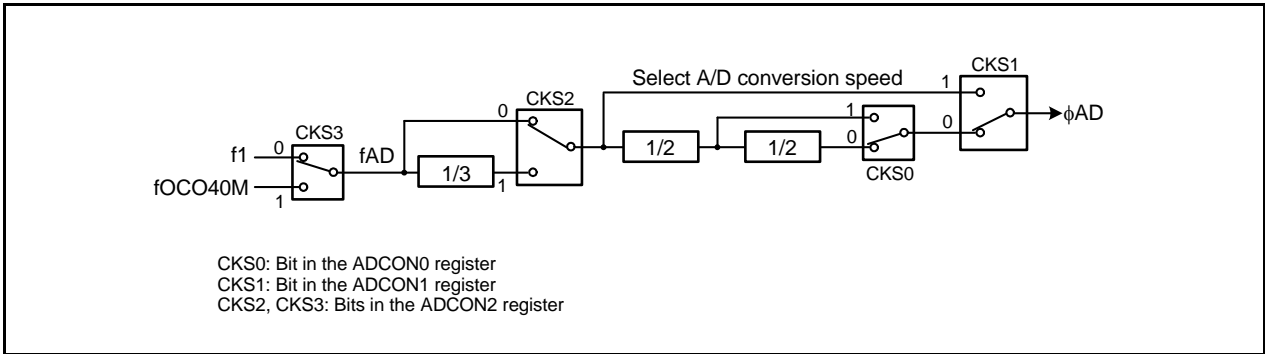 Select A/D conversion speed
CKS1
1
0
φAD
CKS2
0
1
1
0
CKS0
1/2
1/2
CKS3
0
1
f1
fOCO40M
fAD
1/3
CKS0: Bit in the ADCON0 register
CKS1: Bit in the ADCON1 register
CKS2, CKS3: Bits in the ADCON2 register